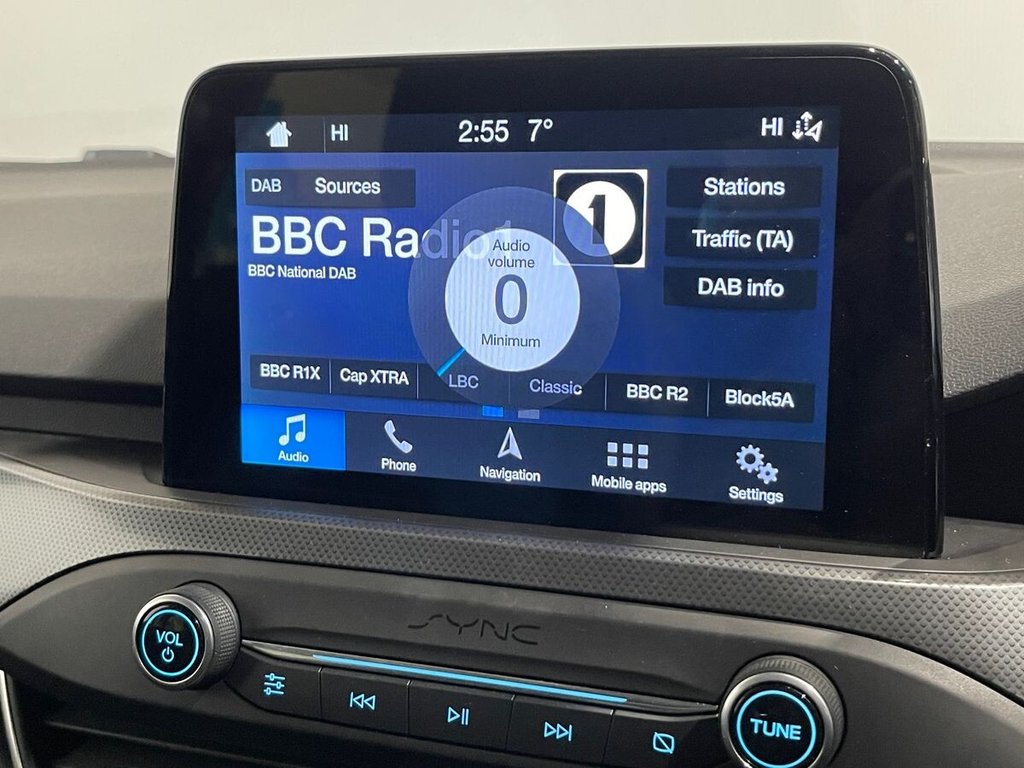 HI 2:55 7° HI
DAB Sources
BBC Radio 1
BBC National DAB
1
Stations
Traffic (TA)
DAB info
Audio
volume
0
Minimum
BBC R1X Cap XTRA LBC Classic BBC R2 Block5A
Audio Phone Navigation Mobile apps Settings
SYNC
VOL
TUNE